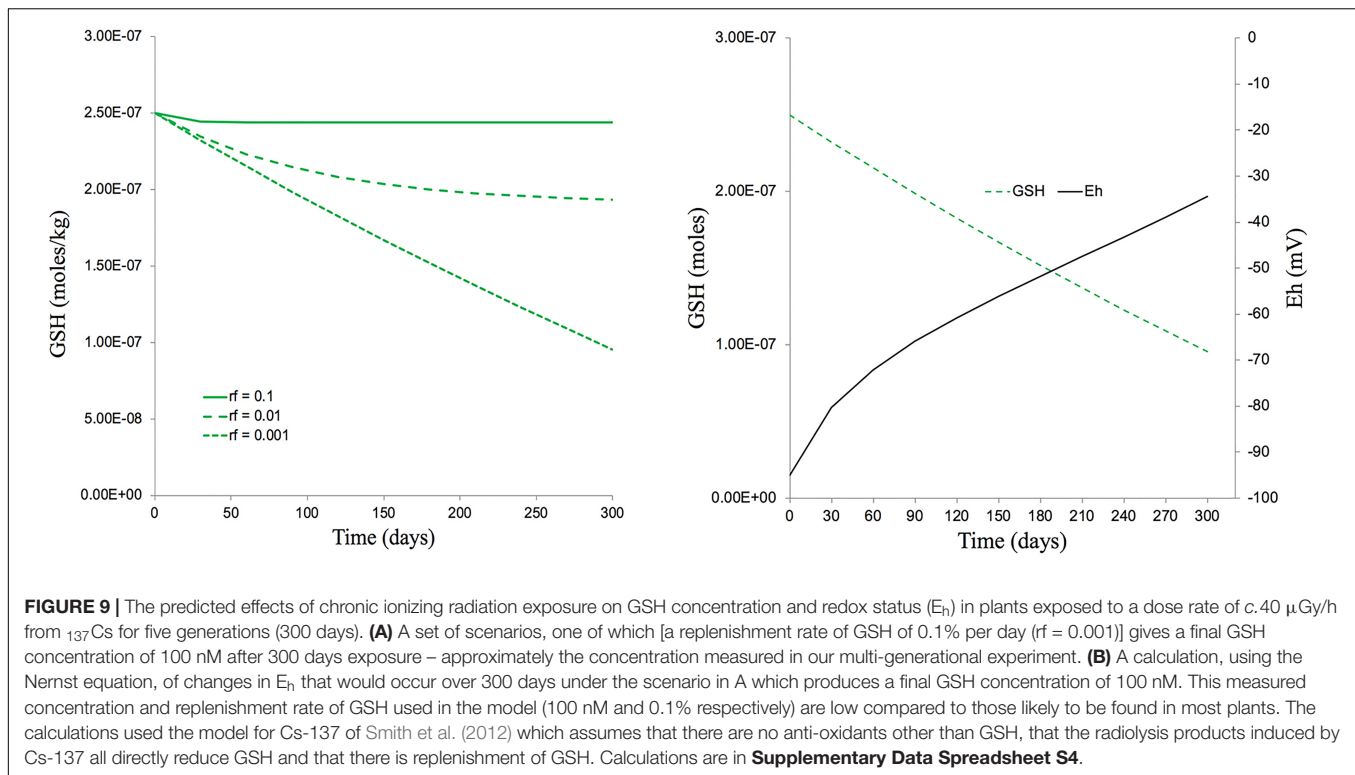 3.00E-07
2.50E-07
2.00E-07
1.50E-07
1.00E-07
5.00E-08
0.00E+00
GSH (moles/kg)
rf = 0.1
rf = 0.01
rf = 0.001
0 50 100 150 200 250 300
Time (days)
3.00E-07
2.00E-07
1.00E-07
0.00E+00
GSH (moles)
GSH Eh
0
-10
-20
-30
-40
-50
-60
-70
-80
-90
-100
Eh (mV)
0 30 60 90 120 150 180 210 240 270 300
Time (days)
FIGURE 9 | The predicted effects of chronic ionizing radiation exposure on GSH concentration and redox status (Eh) in plants exposed to a dose rate of c.40 μGy/h
from 137Cs for five generations (300 days). (A) A set of scenarios, one of which [a replenishment rate of GSH of 0.1% per day (rf = 0.001)] gives a final GSH
concentration of 100 nM after 300 days exposure – approximately the concentration measured in our multi-generational experiment. (B) A calculation, using the
Nernst equation, of changes in Eh that would occur over 300 days under the scenario in A which produces a final GSH concentration of 100 nM. This measured
concentration and replenishment rate of GSH used in the model (100 nM and 0.1% respectively) are low compared to those likely to be found in most plants. The
calculations used the model for Cs-137 of Smith et al. (2012) which assumes that there are no anti-oxidants other than GSH, that the radiolysis products induced by
Cs-137 all directly reduce GSH and that there is replenishment of GSH. Calculations are in Supplementary Data Spreadsheet S4.